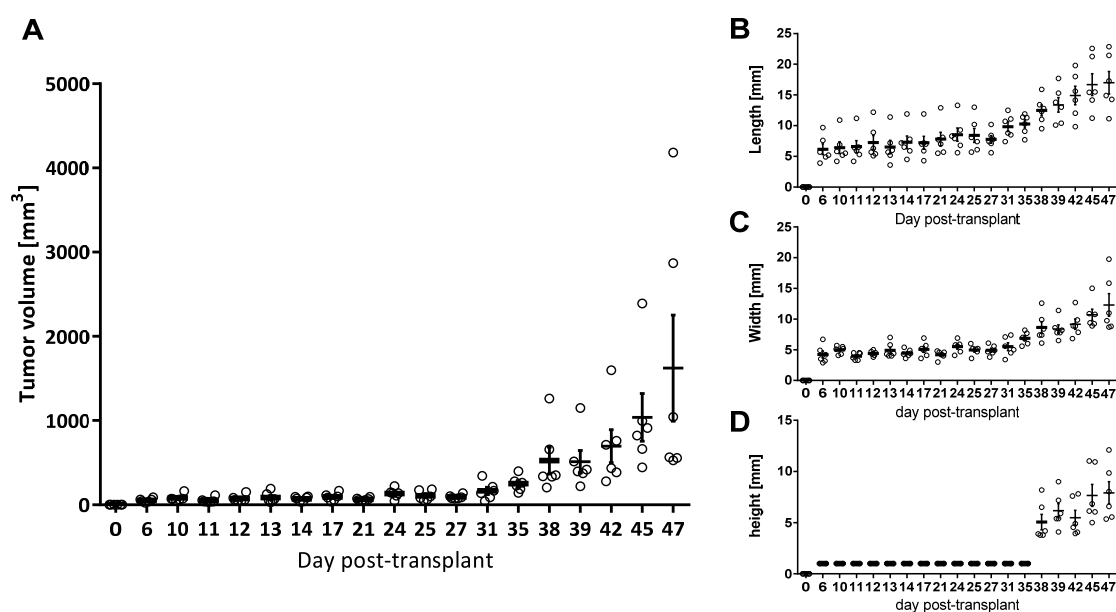 A
Tumor volume [mm³]
5000
4000
3000
2000
1000
0
0 6 10 11 12 13 14 17 21 24 25 27 31 35 38 39 42 45 47
Day post-transplant
B
Length [mm]
25
20
15
10
5
0
0 6 10 11 12 13 14 17 21 24 25 27 31 35 38 39 42 45 47
Day post-transplant
C
Width [mm]
25
20
15
10
5
0
0 6 10 11 12 13 14 17 21 24 25 27 31 35 38 39 42 45 47
day post-transplant
D
height [mm]
15
10
5
0
0 6 10 11 12 13 14 17 21 24 25 27 31 35 38 39 42 45 47
day post-transplant